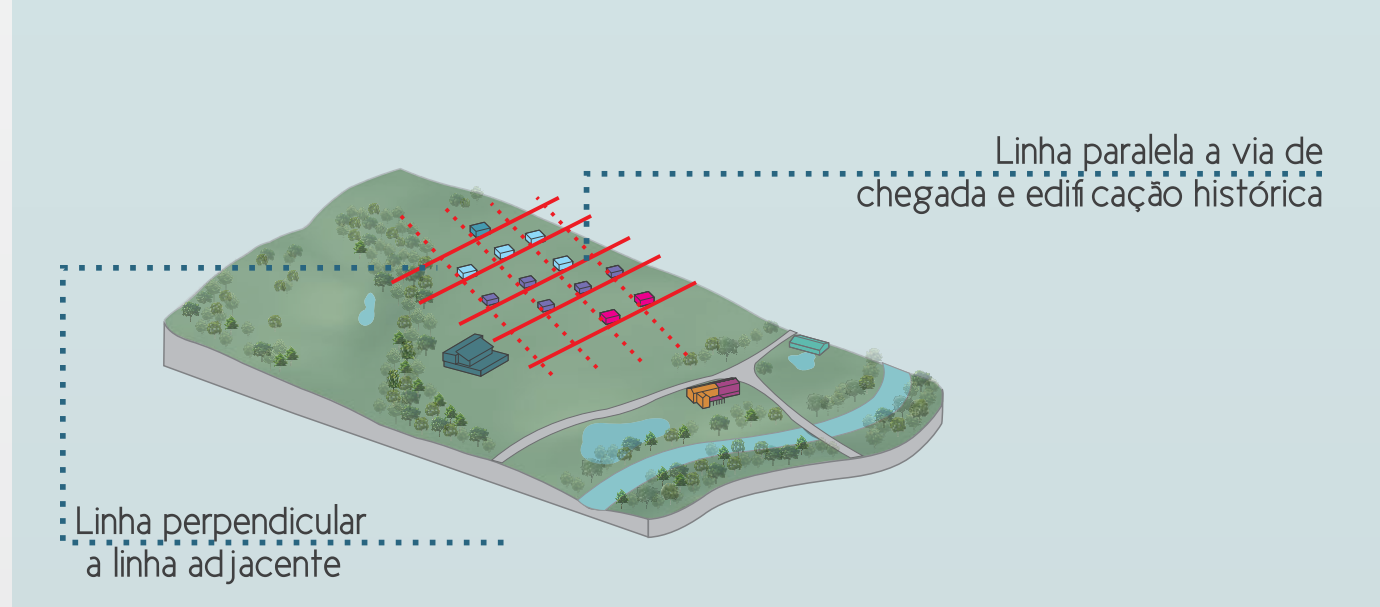 Linha paralela a via de
chegada e edificação histórica
Linha perpendicular
a linha adjacente